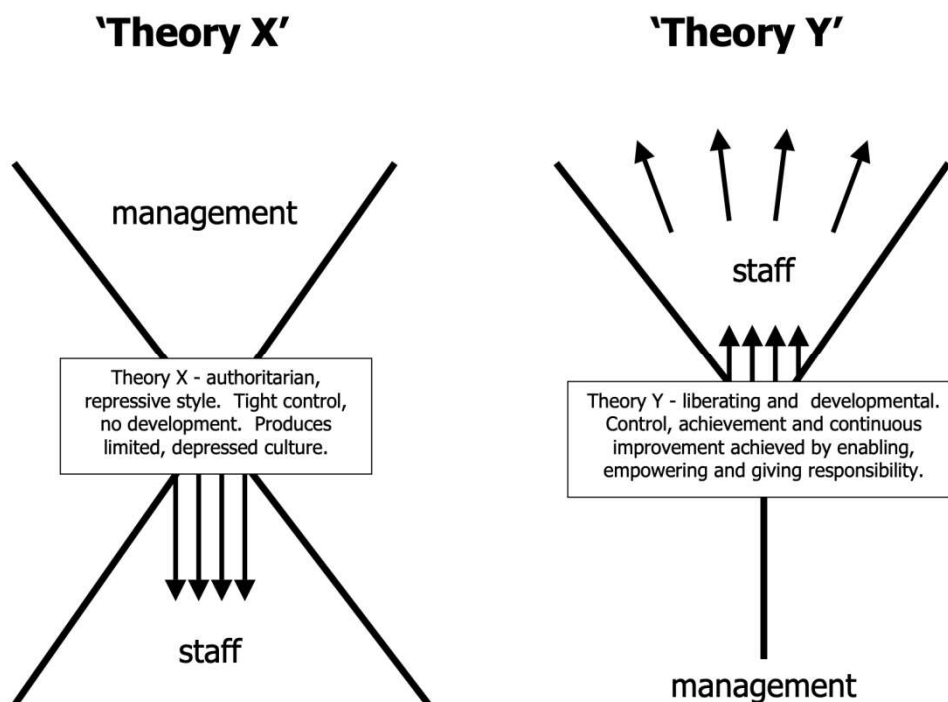 ‘Theory X’
management
Theory X - authoritarian,
repressive style. Tight control,
no development. Produces
limited, depressed culture.
staff
‘Theory Y’
staff
Theory Y - liberating and developmental.
Control, achievement and continuous
improvement achieved by enabling,
empowering and giving responsibility.
management